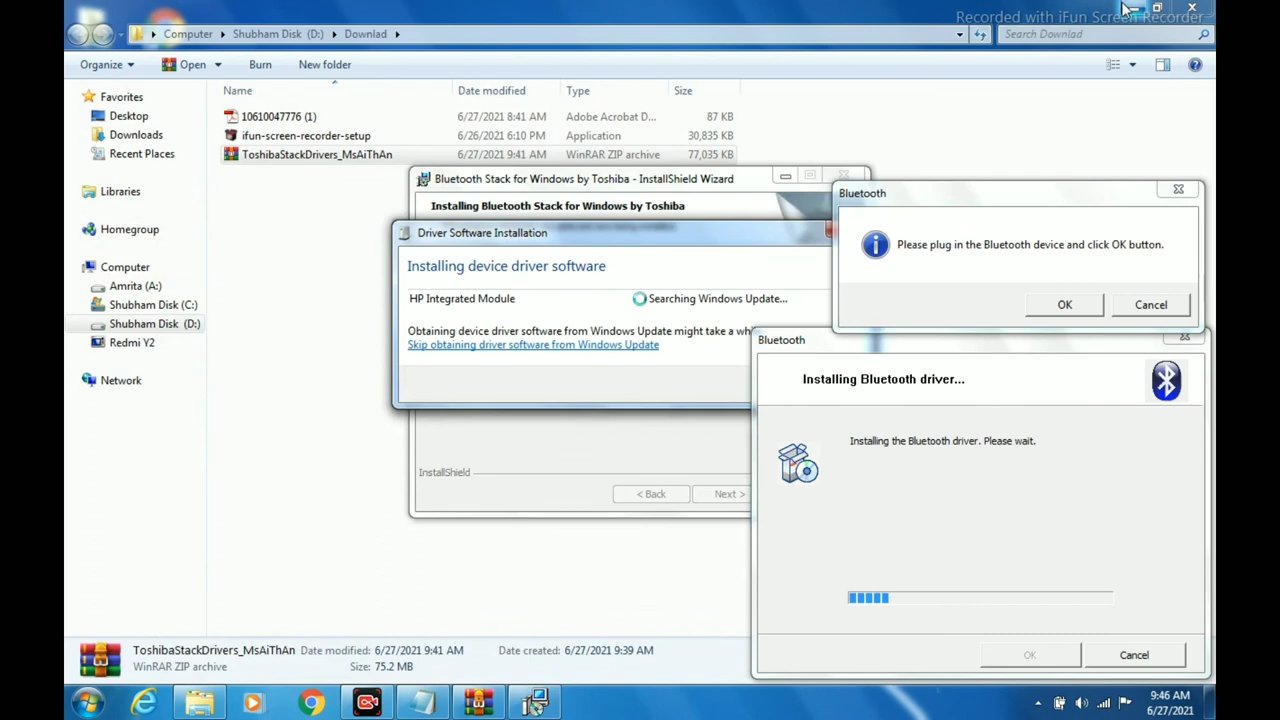 Recorded with iFun Screen Recorder
Computer
Shubham Disk (D:)
Downlad
Search Downlad
Organize
Open
Burn
New folder
Name
Date modified
Type
Size
Favorites
Desktop
Downloads
Recent Places
Libraries
Homegroup
Computer
Amrita (A:)
Shubham Disk (C:)
Shubham Disk (D:)
Redmi Y2
Network
10610047776 (1) 6/27/2021 8:41 AM Adobe Acrobat D... 87 KB
ifun-screen-recorder-setup 6/26/2021 6:10 PM Application 30,835 KB
ToshibaStackDrivers_MsAiThAn 6/27/2021 9:41 AM WinRAR ZIP archive 77,035 KB
Bluetooth Stack for Windows by Toshiba - InstallShield Wizard
Installing Bluetooth Stack for Windows by Toshiba
Driver Software Installation
Installing device driver software
HP Integrated Module
Searching Windows Update...
Obtaining device driver software from Windows Update might take a
Skip obtaining driver software from Windows Update
InstallShield
< Back
Next >
Bluetooth
Please plug in the Bluetooth device and click OK button.
OK
Cancel
Bluetooth
Installing Bluetooth driver...
Installing the Bluetooth driver. Please wait.
OK
Cancel
ToshibaStackDrivers_MsAiThAn Date modified: 6/27/2021 9:41 AM Date created: 6/27/2021 9:39 AM
WinRAR ZIP archive Size: 75.2 MB
9:46 AM
6/27/2021